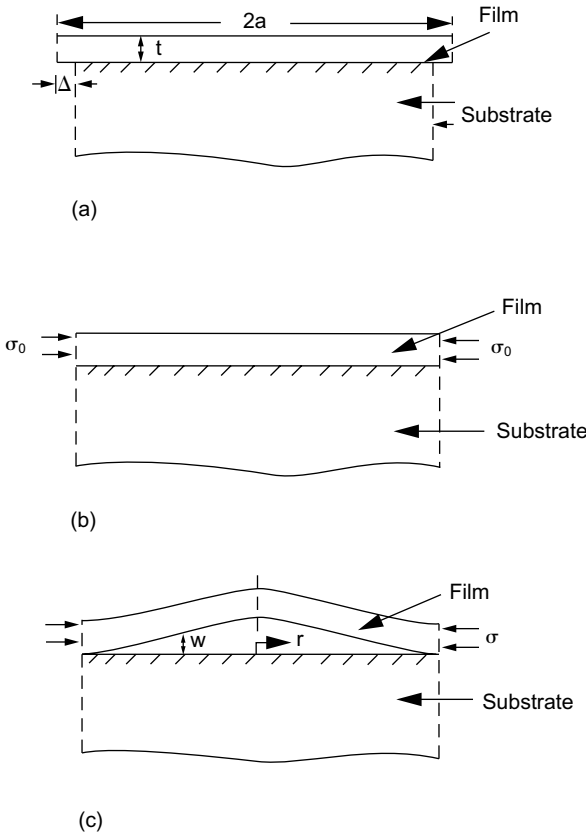 2a
Film
t
Δ
Substrate
(a)
Film
σ0
σ0
Substrate
(b)
Film
w
r
σ
Substrate
(c)